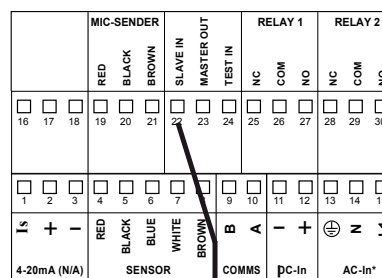 MIC-SENDER RELAY 1 RELAY 2
RED BLACK BROWN SLAVE IN MASTER OUT TEST IN NC COM NO NC COM NO
16 17 18 19 20 21 22 23 24 25 26 27 28 29 30
1 2 3 4 5 6 7 9 10 11 12 13 14
Is + − RED BLACK BLUE WHITE BROWN B A − + N
4-20mA (N/A) SENSOR COMMS DC-In AC-In*